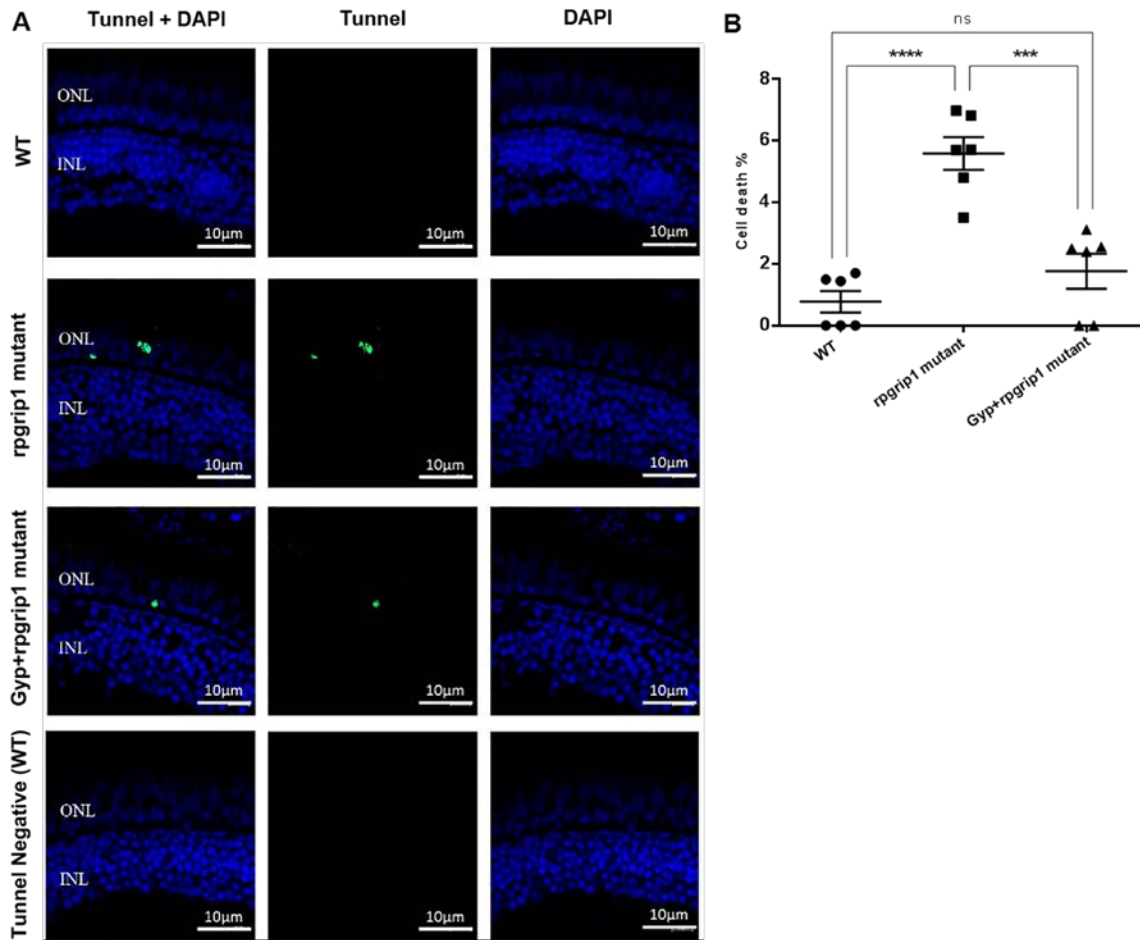 A
Tunnel + DAPI
Tunnel
DAPI
WT
ONL
INL
10μm
10μm
10μm
rpgrip1 mutant
ONL
INL
10μm
10μm
10μm
Gyp+rpgrip1 mutant
ONL
INL
10μm
10μm
10μm
Tunnel Negative (WT)
ONL
INL
10μm
10μm
10μm
B
ns
****
***
8
6
4
2
0
Cell death %
WT
rpgrip1 mutant
Gyp+rpgrip1 mutant